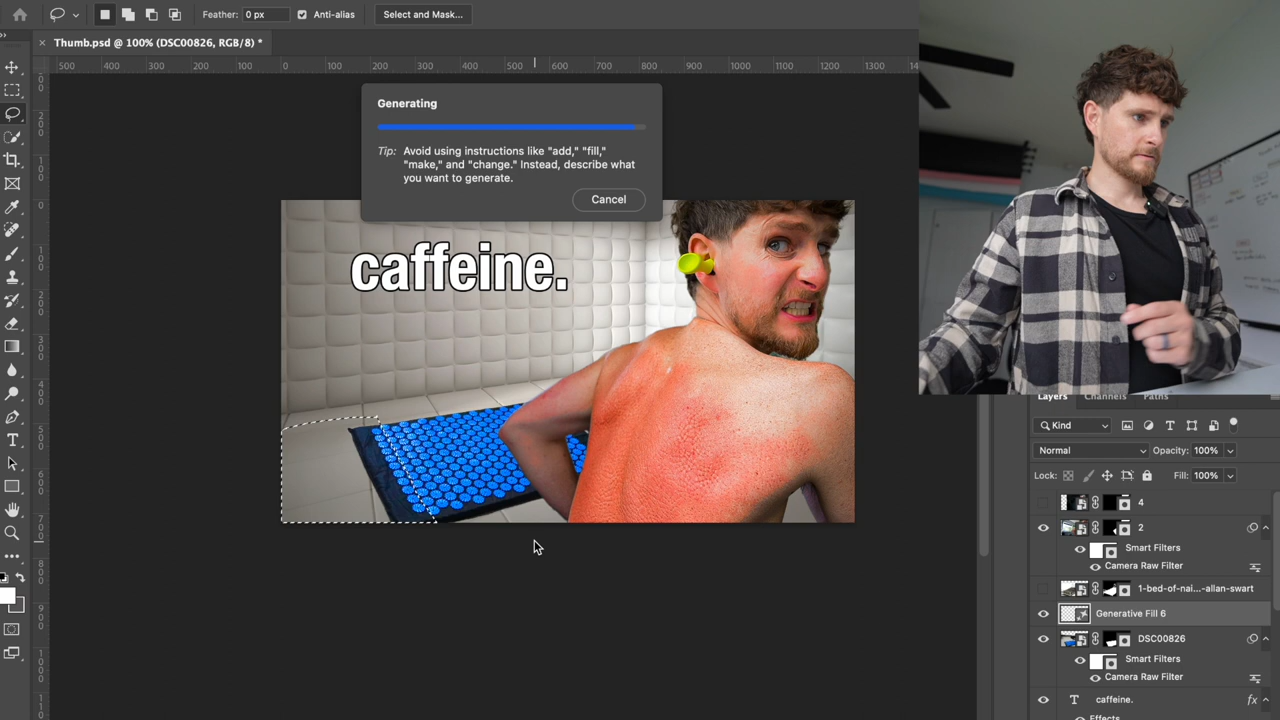 Feather: 0 px Anti-alias Select and Mask...
Thumb.psd @ 100% (DSC00826, RGB/8) *
500 400 300 200 100 0 100 200 300 400 500 600 700 800 900 1000 1100 1200 1300
Generating
Tip: Avoid using instructions like "add," "fill,"
"make," and "change." Instead, describe what
you want to generate.
Cancel
caffeine.
Layers Channels Paths
Kind
Normal Opacity: 100%
Lock: Fill: 100%
4
2
Smart Filters
Camera Raw Filter
1-bed-of-nai...-allan-swart
Generative Fill 6
DSC00826
Smart Filters
Camera Raw Filter
T caffeine. fx
Effects